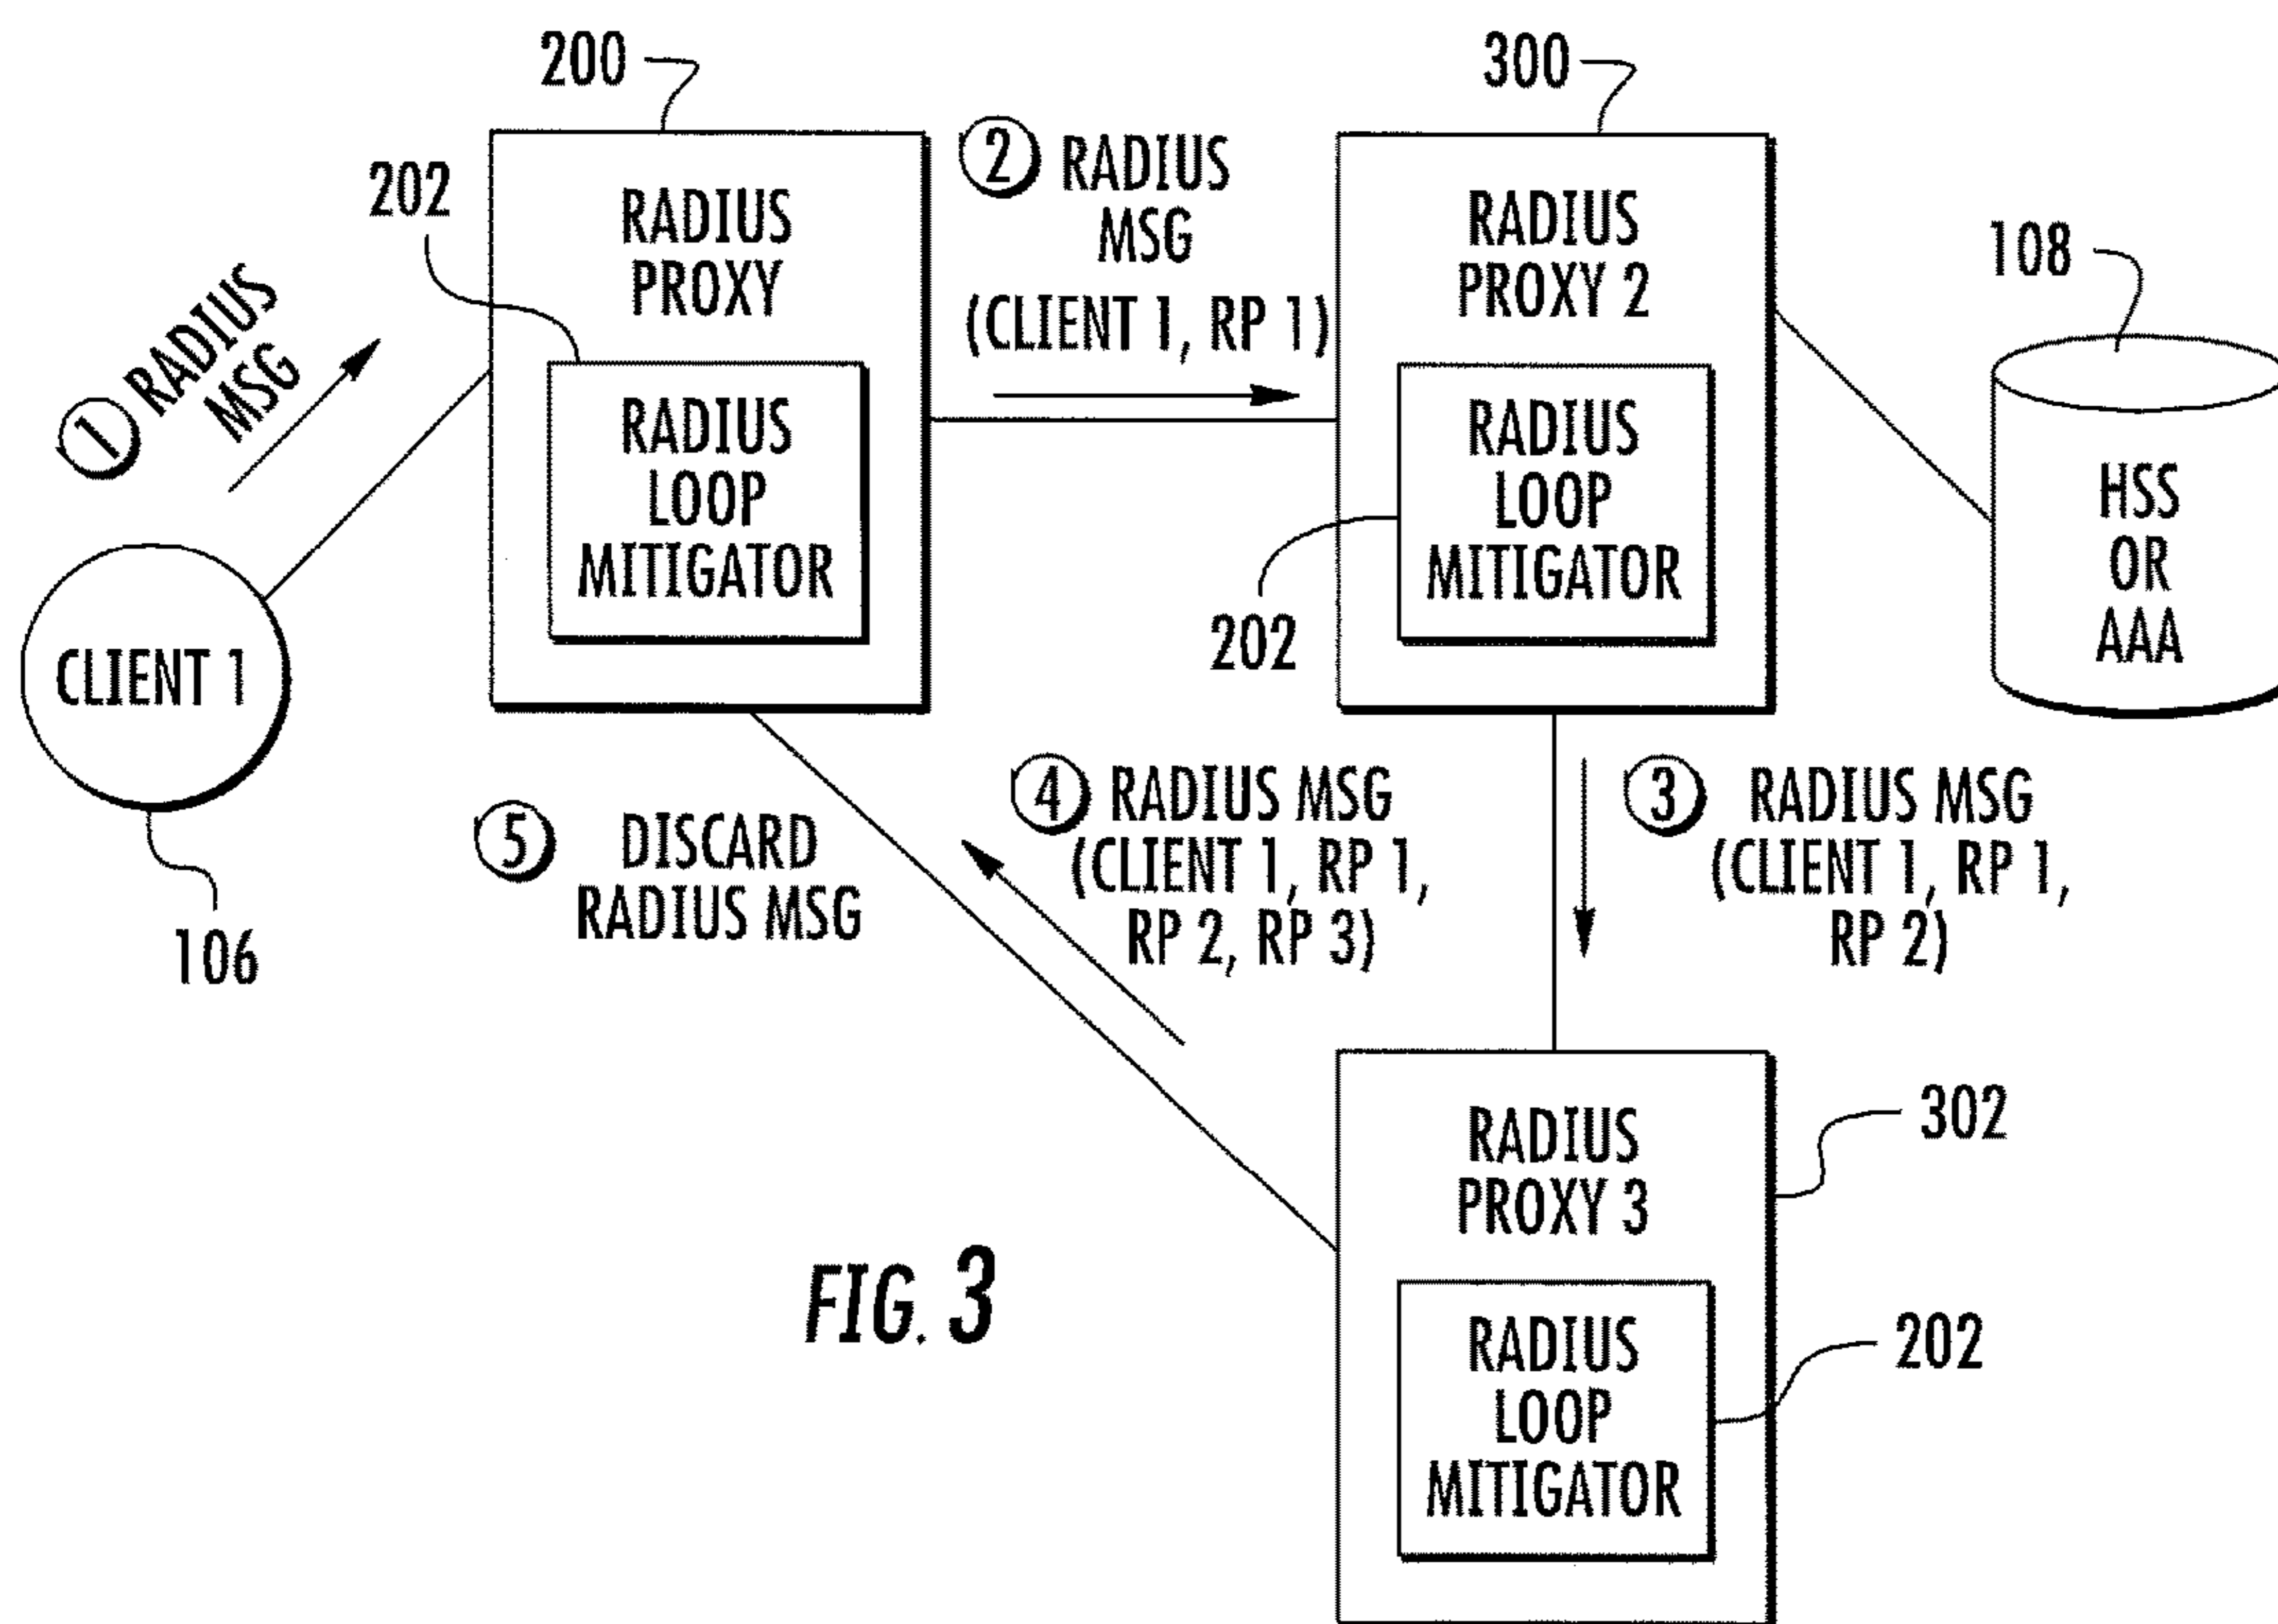 200
300
202
② RADIUS
MSG
(CLIENT 1, RP 1)
RADIUS
PROXY
RADIUS
PROXY 2
108
① RADIUS
MSG
RADIUS
LOOP
MITIGATOR
RADIUS
LOOP
MITIGATOR
HSS
OR
AAA
202
CLIENT 1
106
⑤ DISCARD
RADIUS MSG
④ RADIUS MSG
(CLIENT 1, RP 1,
RP 2, RP 3)
③ RADIUS MSG
(CLIENT 1, RP 1,
RP 2)
302
RADIUS
PROXY 3
RADIUS
LOOP
MITIGATOR
202
FIG. 3